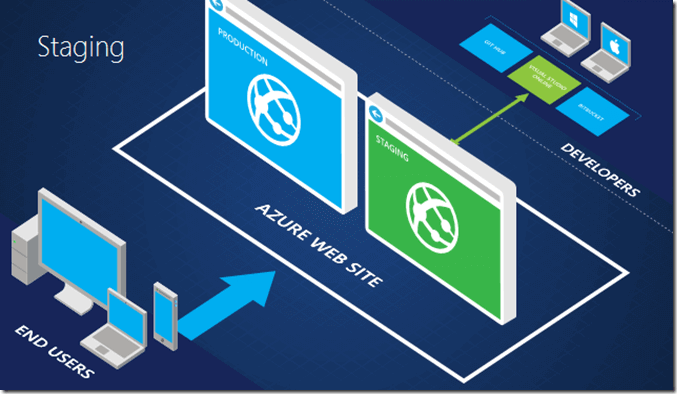 Staging
PRODUCTION
STAGING
GIT HUB
VISUAL STUDIO
ONLINE
BITBUCKET
DEVELOPERS
AZURE WEB SITE
END USERS